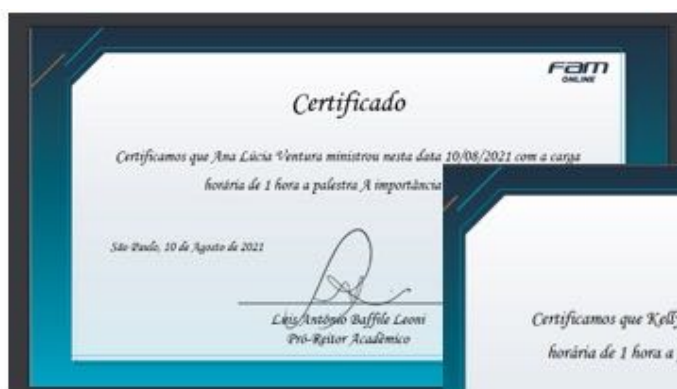 Fam
ONLINE
Certificado
Certificamos que Ana Lúcia Ventura ministrou nesta data 10/08/2021 com a carga
horária de 1 hora a palestra A importância
São Paulo, 10 de Agosto de 2021
Luis Antônio Baffile Leoni
Pró-Reitor Acadêmico
Certificamos que Kelly
horária de 1 hora a